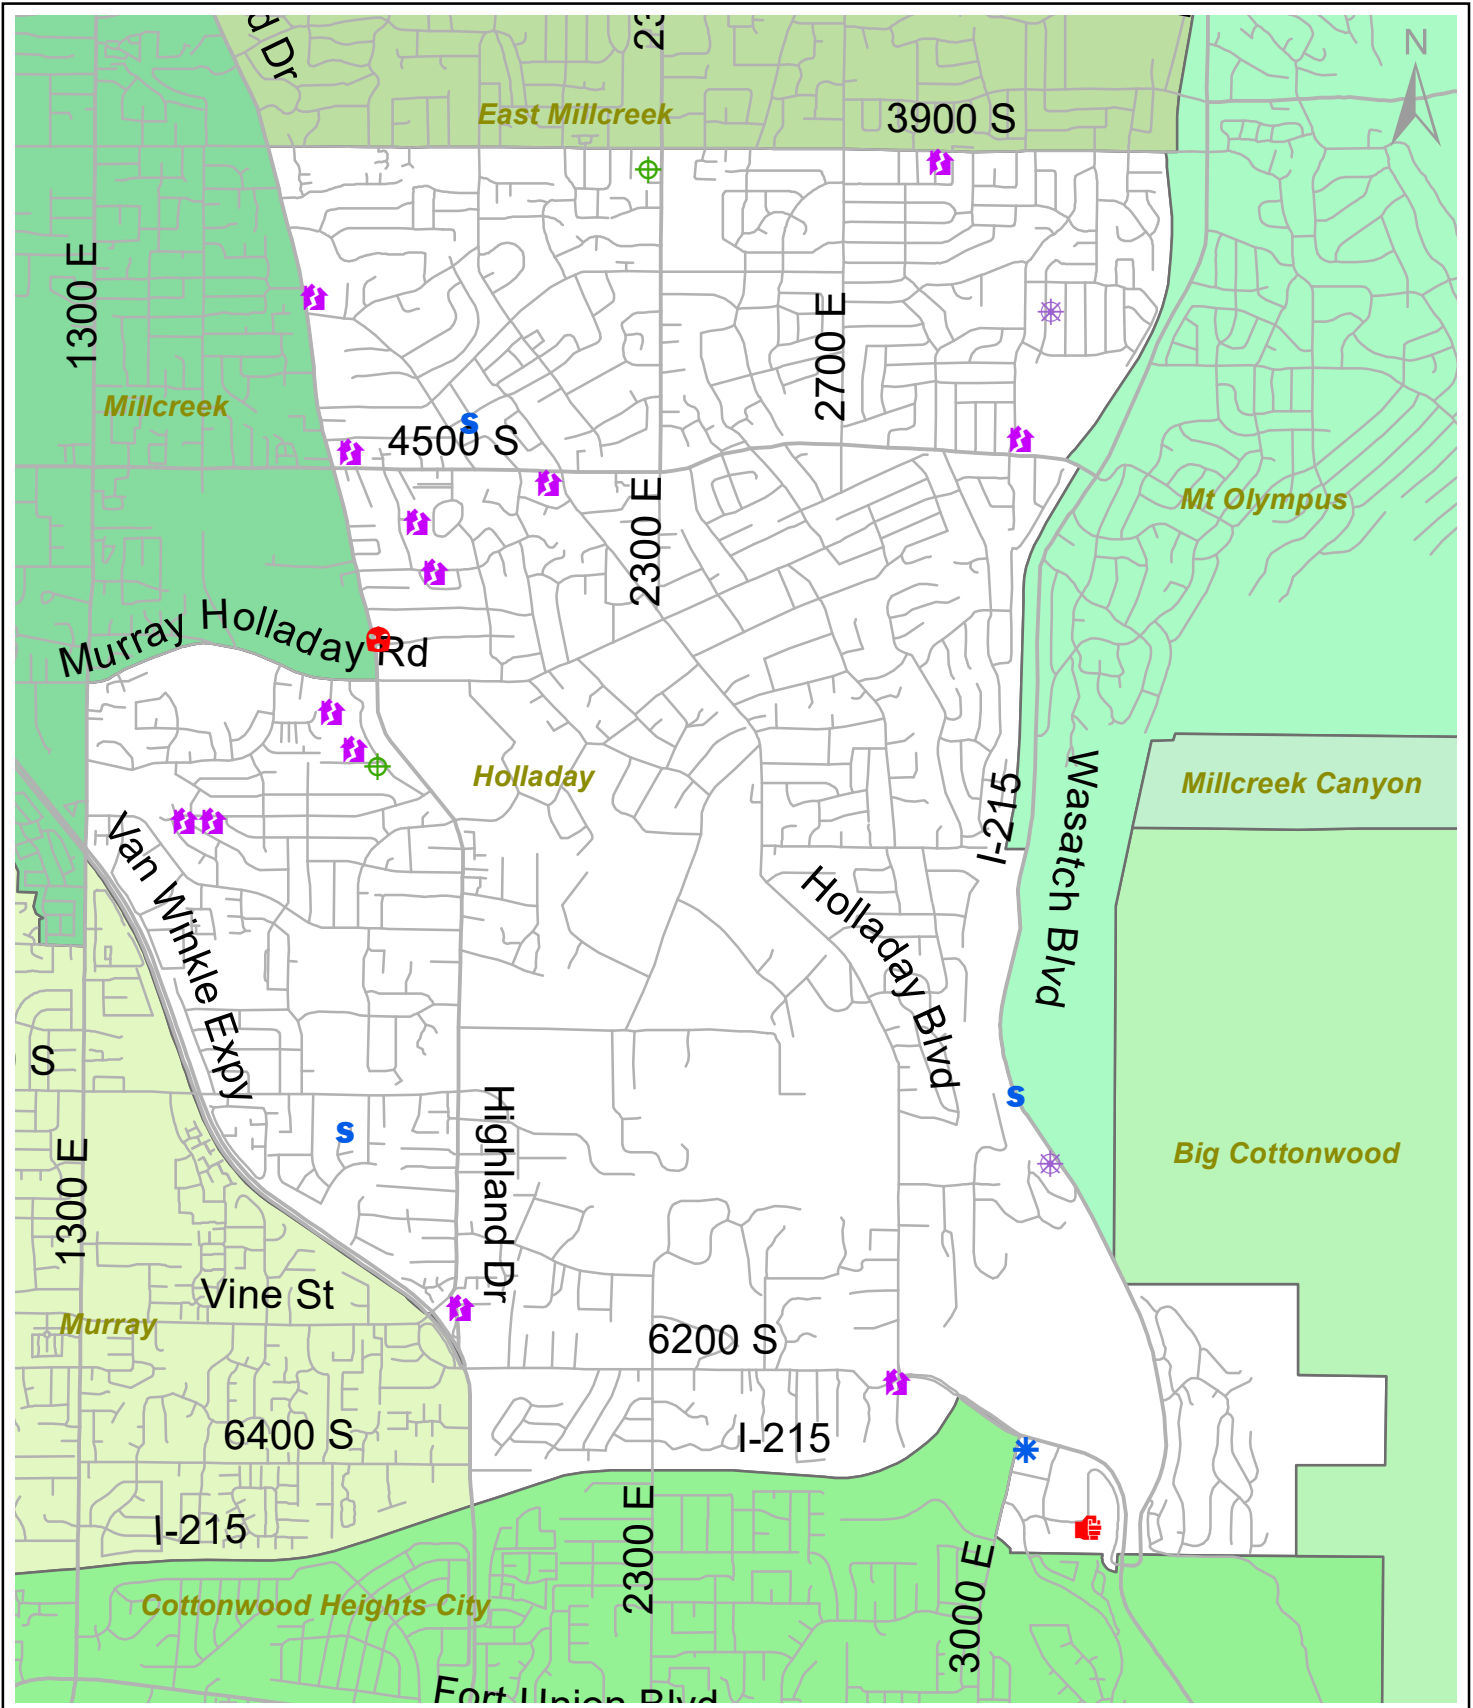 d Dr
23
N
East Millcreek
3900 S
1300 E
2700 E
Millcreek
4500 S
s
2300 E
Mt Olympus
Murray Holladay Rd
Holladay
I-215
Wasatch Blvd
Millcreek Canyon
Van Winkle Expy
Holladay Blvd
S
s
s
Highland Dr
1300 E
Big Cottonwood
Vine St
Murray
6200 S
6400 S
I-215
I-215
2300 E
3000 E
Cottonwood Heights City
Fort Union Blvd